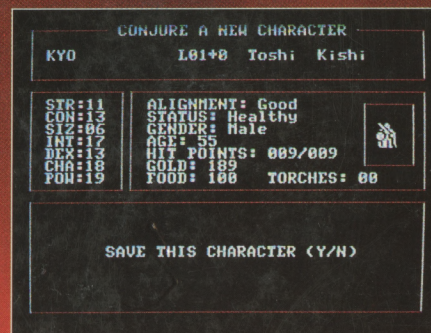 CONJURE A NEW CHARACTER
KYO L01+0 Toshi Kishi
STR:11
CON:13
SIZ:06
INT:17
DEX:13
CHA:18
POW:19
ALIGNMENT: Good
STATUS: Healthy
GENDER: Male
AGE: 55
HIT POINTS: 009/009
GOLD: 189
FOOD: 100 TORCHES: 00
SAVE THIS CHARACTER (Y/N)